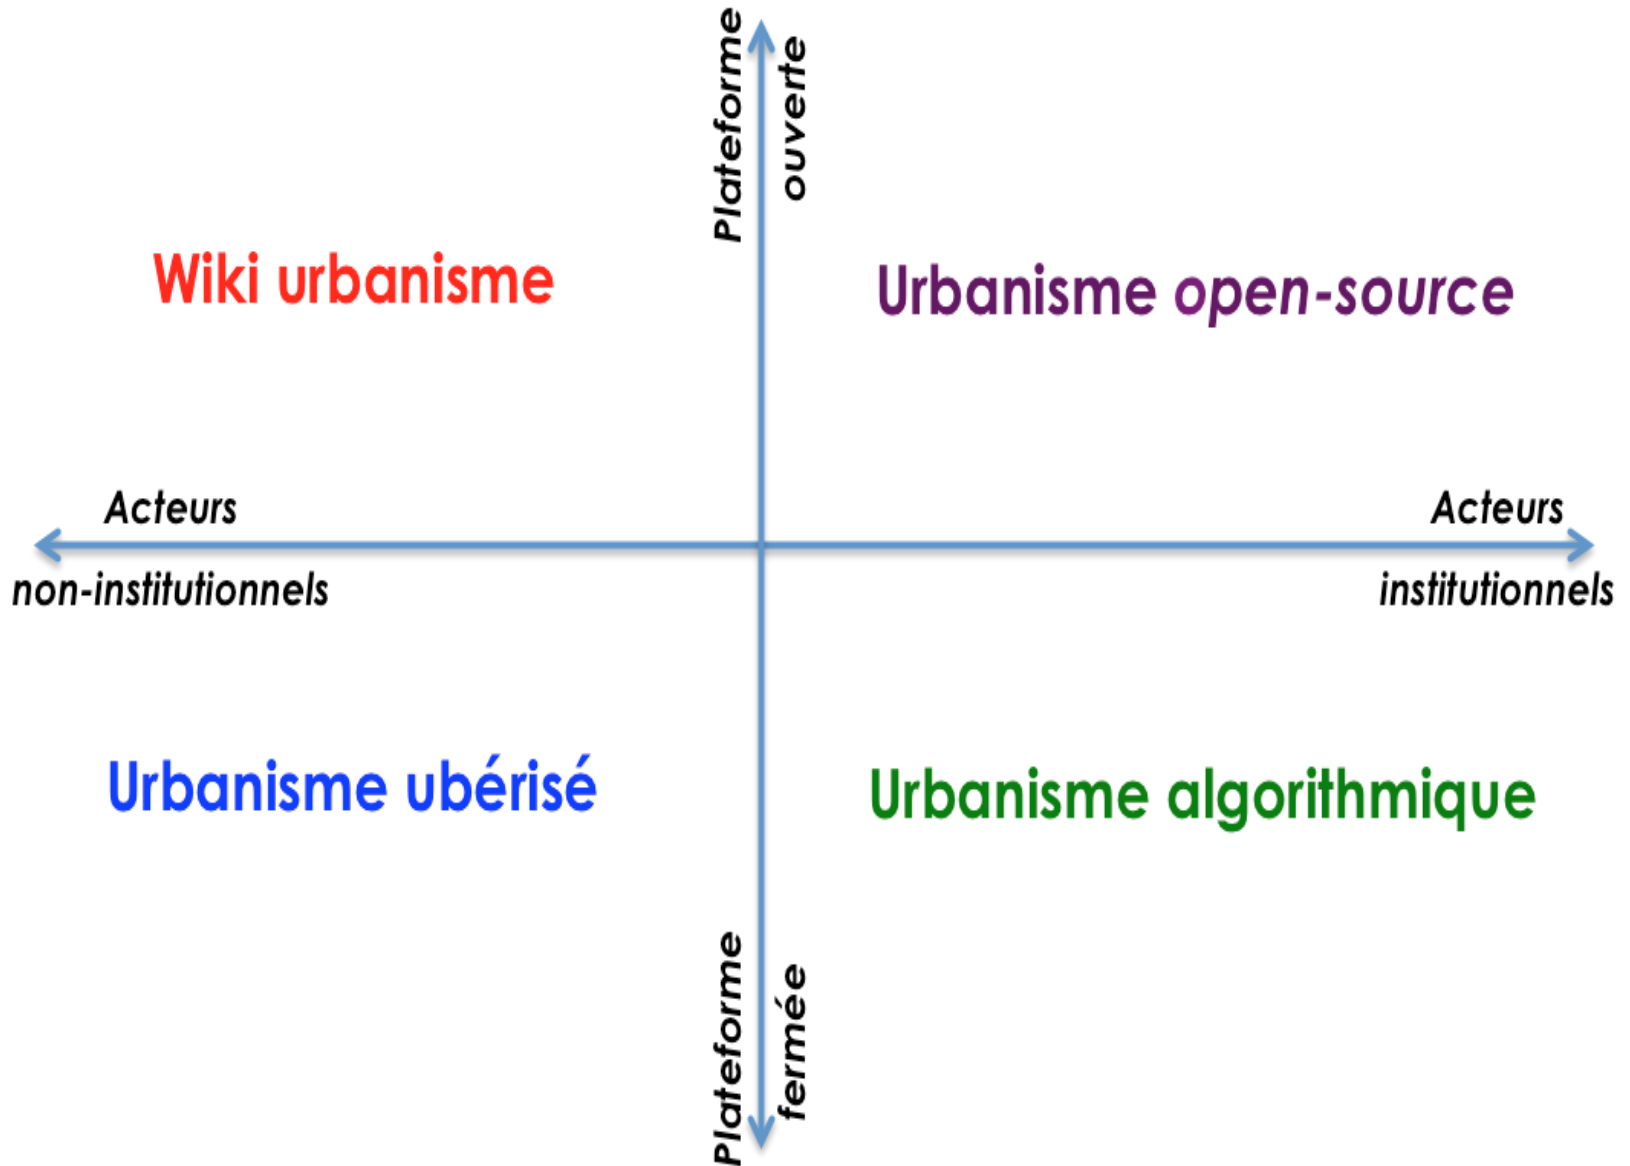 Plateforme
ouverte
Wiki urbanisme
Urbanisme open-source
Acteurs
non-institutionnels
Acteurs
institutionnels
Urbanisme ubérisé
Urbanisme algorithmique
Plateforme
fermée